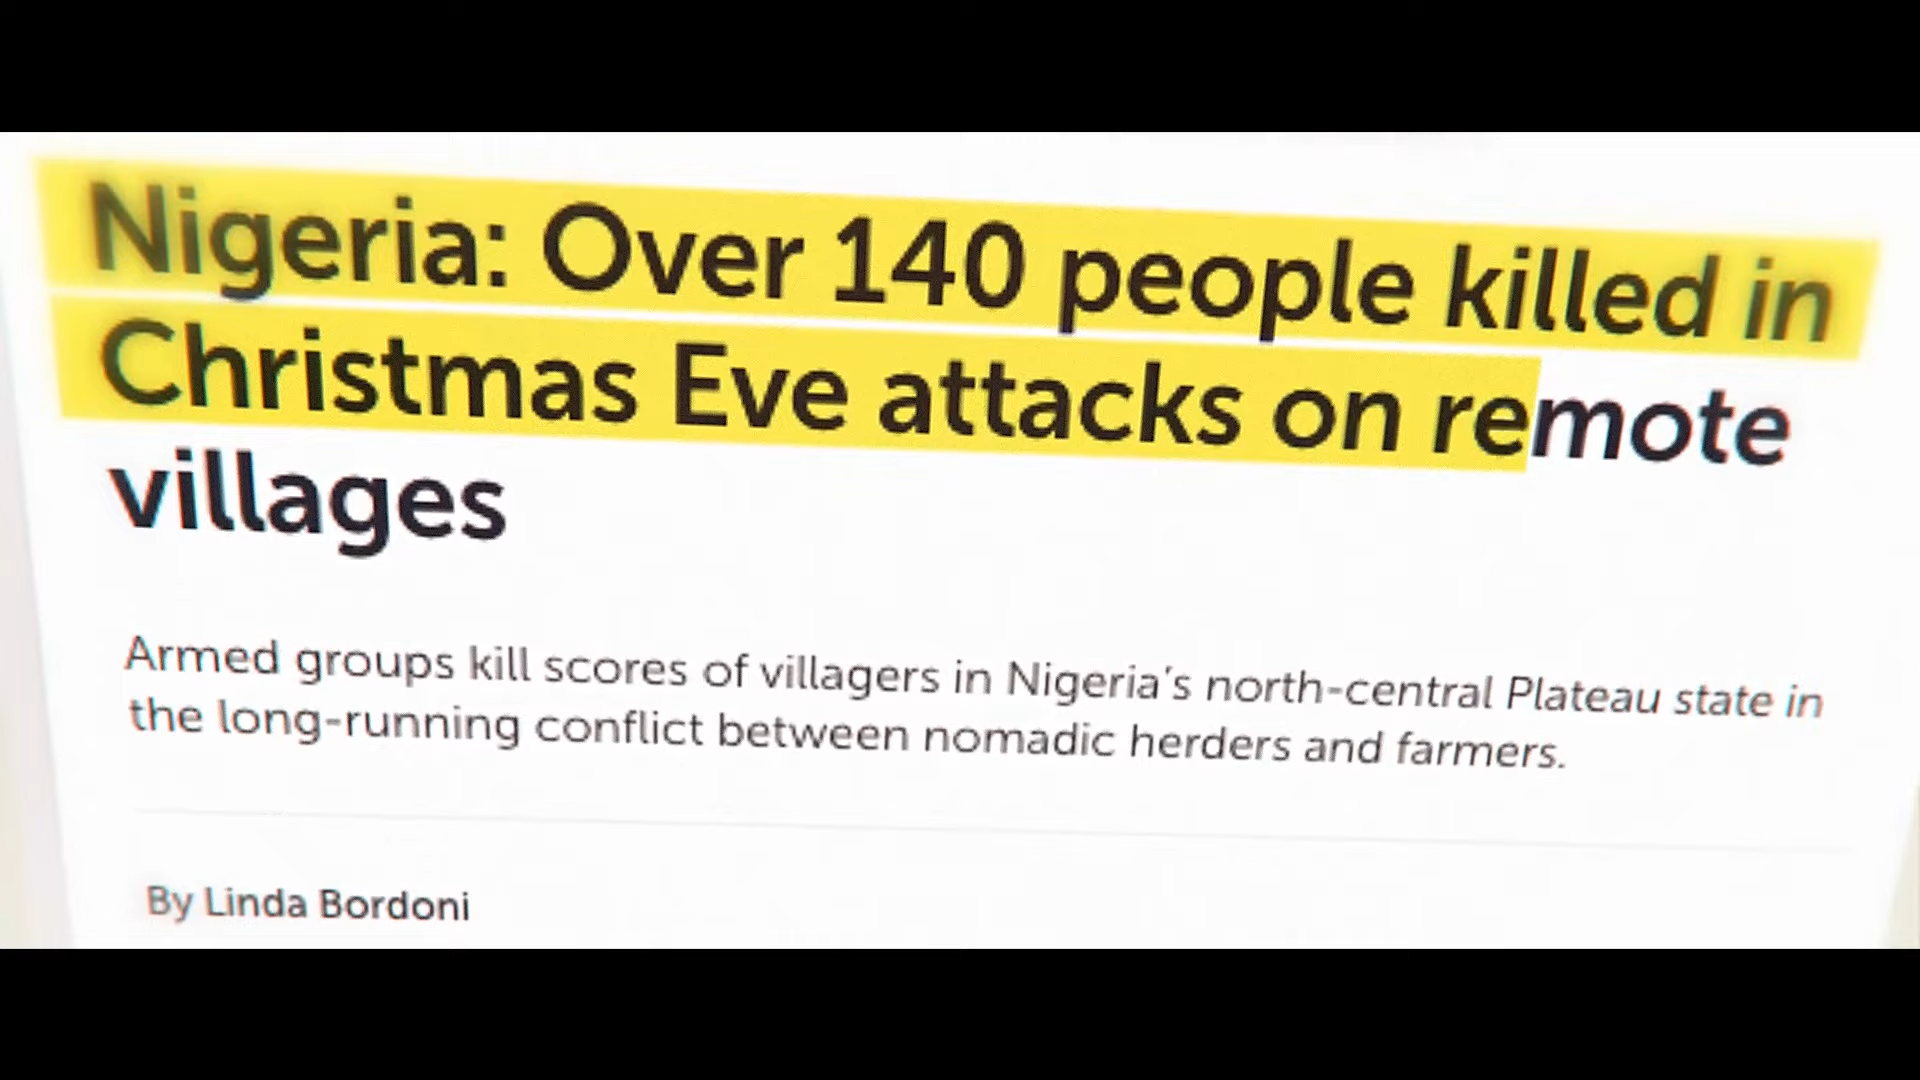 Nigeria: Over 140 people killed in
Christmas Eve attacks on remote
villages
Armed groups kill scores of villagers in Nigeria's north-central Plateau state in
the long-running conflict between nomadic herders and farmers.
By Linda Bordoni